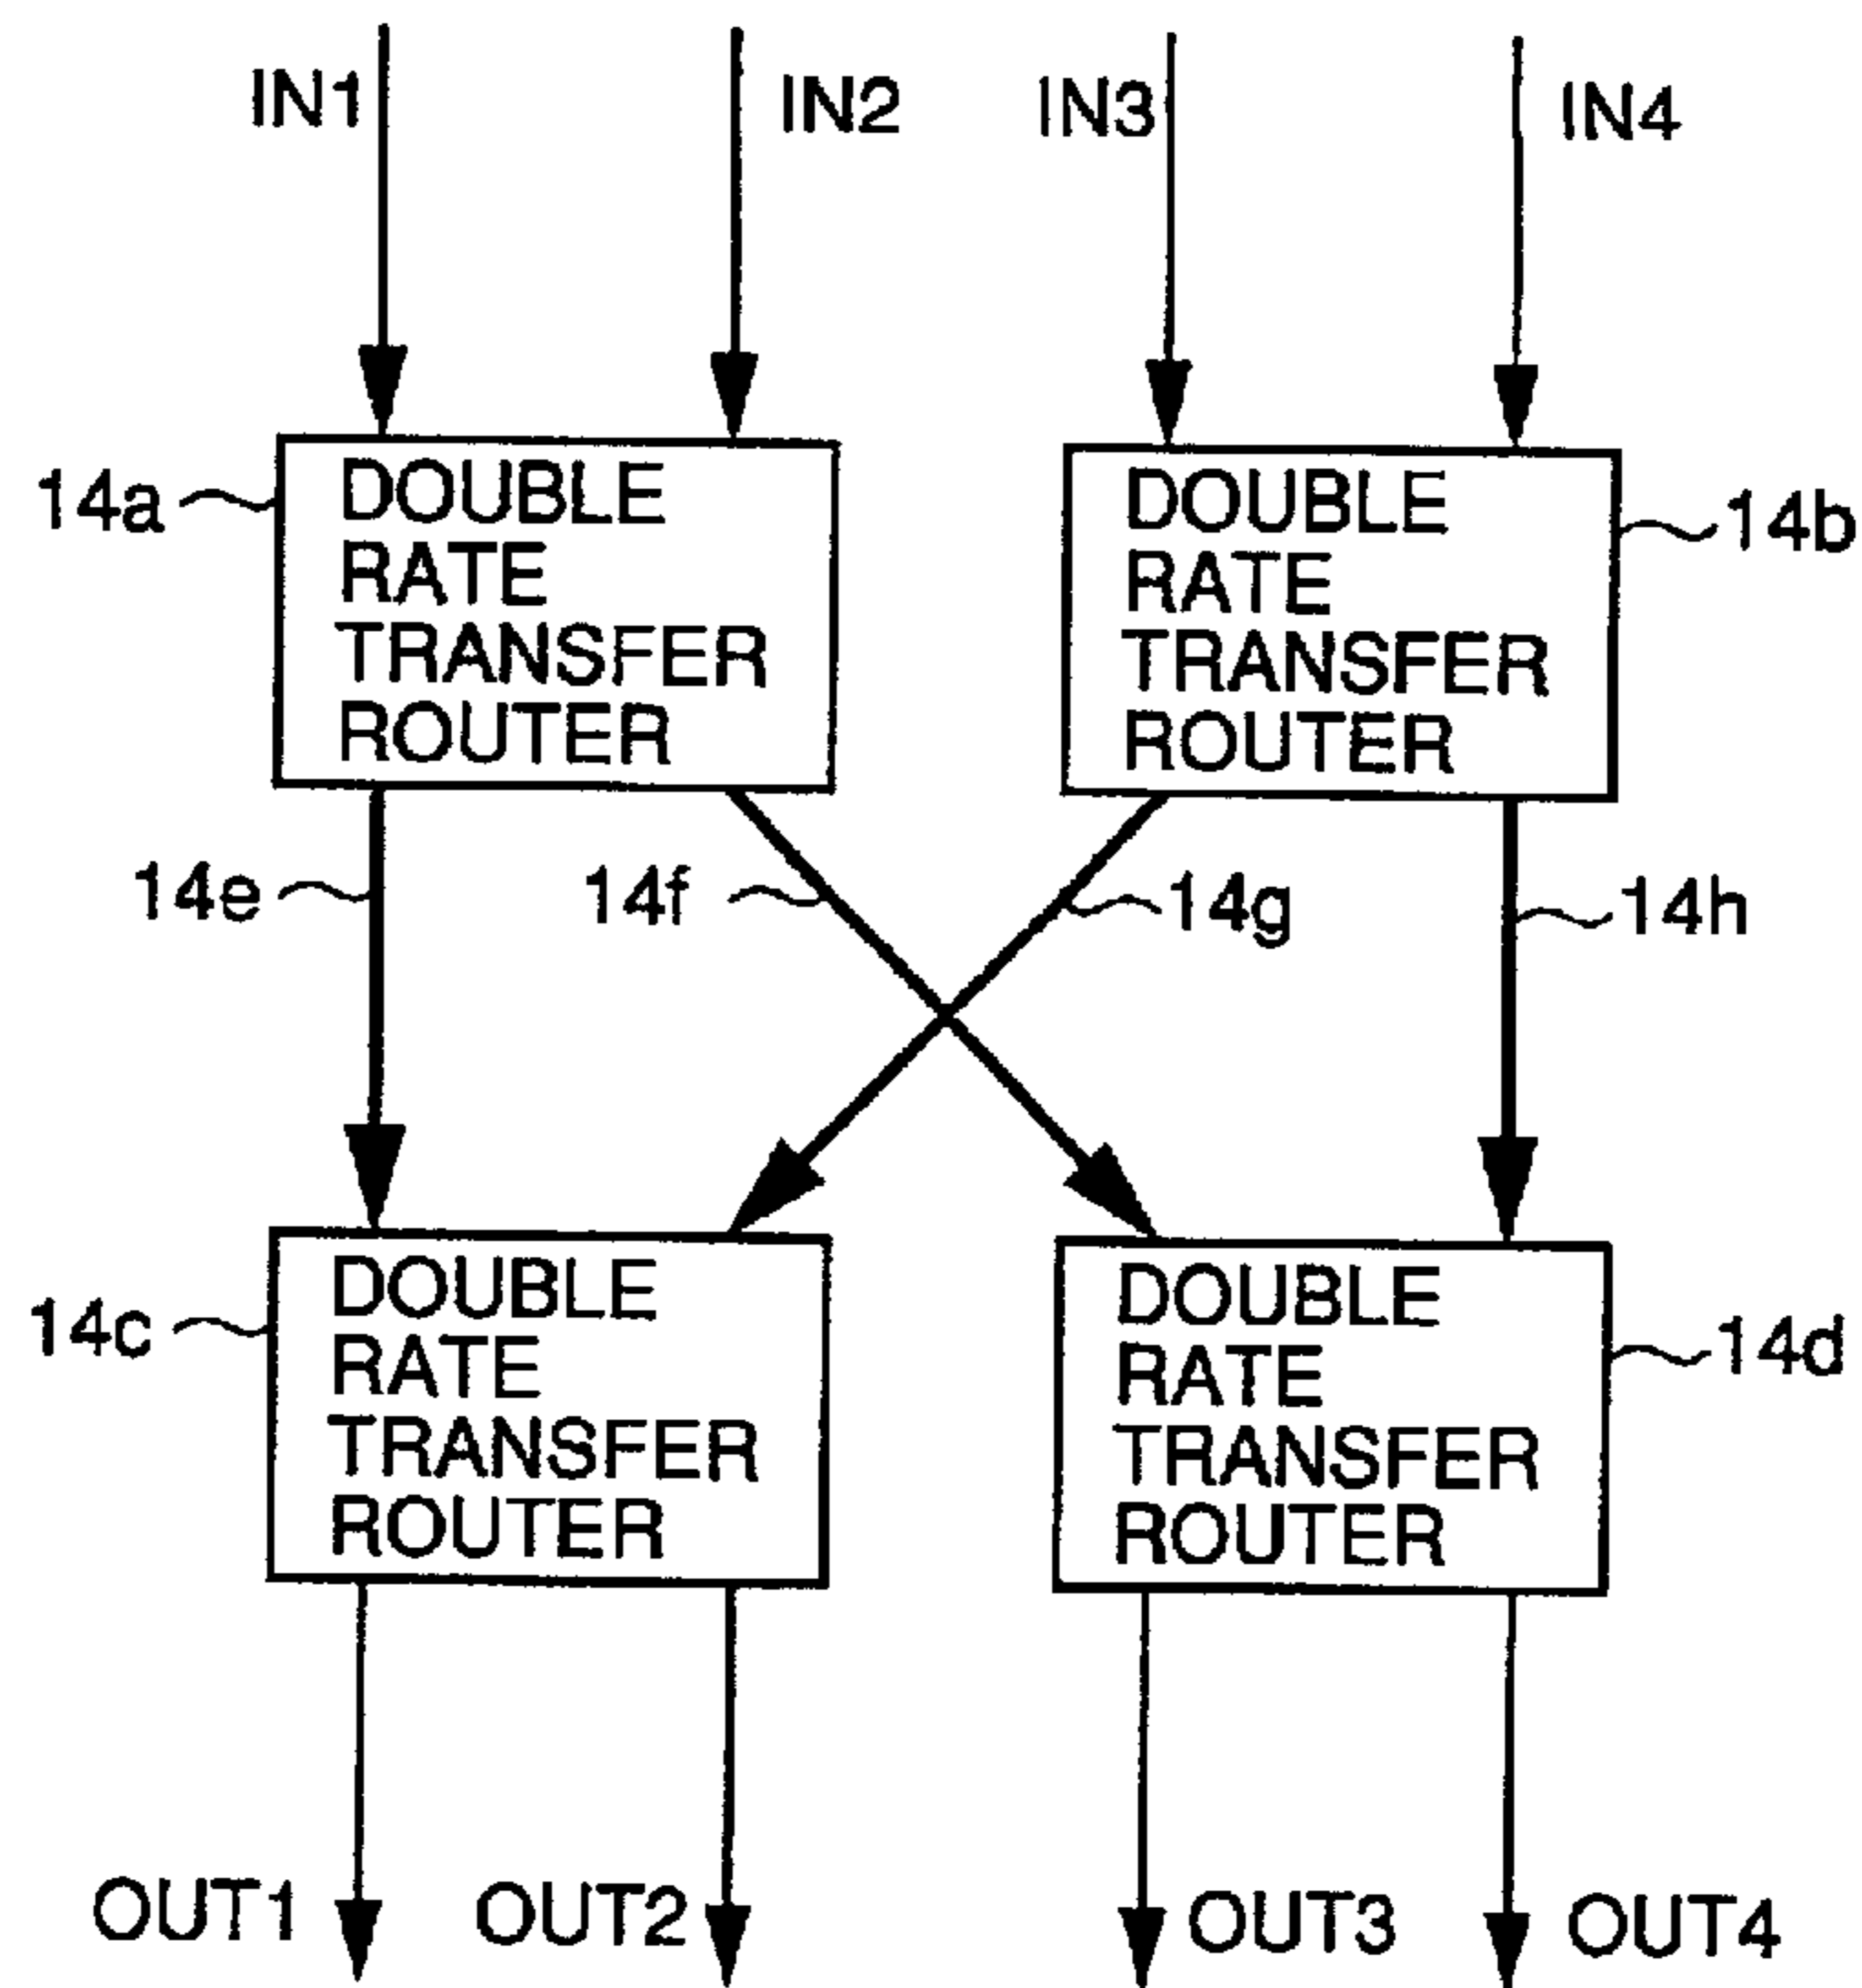 IN1
IN2
IN3
IN4
14a
DOUBLE
RATE
TRANSFER
ROUTER
DOUBLE
RATE
TRANSFER
ROUTER
14b
14e
14f
14g
14h
14c
DOUBLE
RATE
TRANSFER
ROUTER
DOUBLE
RATE
TRANSFER
ROUTER
14d
OUT1
OUT2
OUT3
OUT4